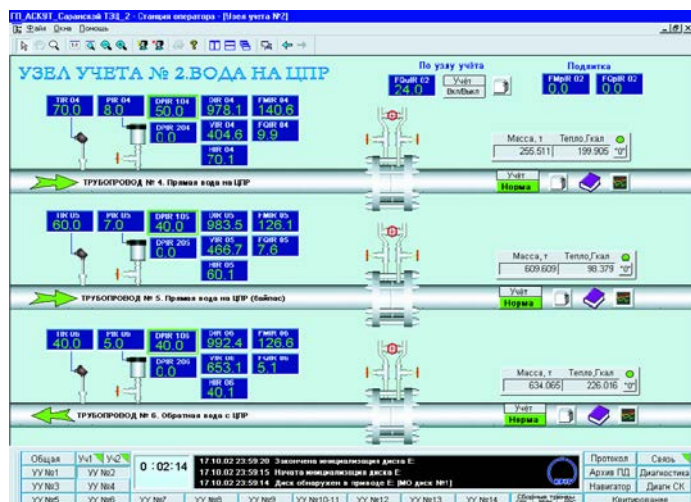 ГП_АСКУТ_Саранской ТЭЦ_2 - Станция оператора - [Узел учета №2]
Файл Окна Помощь
УЗЕЛ УЧЕТА № 2.ВОДА НА ЦПР
По узлу учёта
Подпитка
FQuIR 02
24.0
Учёт
Вкл/Выкл
FMpIR 02
0.0
FQpIR 02
0.0
TIR 04
70.0
PIR 04
8.0
DPIR 104
50.0
DIR 04
978.1
FMIR 04
140.6
DPIR 204
0.0
VIR 04
404.6
FQIR 04
9.9
HIR 04
70.1
Масса, т Тепло,Гкал
255.511 199.905 "0"
ТРУБОПРОВОД № 4. Прямая вода на ЦПР
Учёт
Норма
TIR 05
60.0
PIR 05
7.0
DPIR 105
40.0
DIR 05
983.5
FMIR 05
126.1
DPIR 205
0.0
VIR 05
466.7
FQIR 05
7.6
HIR 05
60.1
Масса, т Тепло,Гкал
609.609 98.379 "0"
ТРУБОПРОВОД № 5. Прямая вода на ЦПР (байпас)
Учёт
Норма
TIR 06
40.0
PIR 06
5.0
DPIR 106
40.0
DIR 06
992.4
FMIR 06
126.6
DPIR 206
0.0
VIR 06
653.1
FQIR 06
5.1
HIR 06
40.1
Масса, т Тепло,Гкал
634.065 226.016 "0"
ТРУБОПРОВОД № 6. Обратная вода с ЦПР
Учёт
Норма
Общая Уч1 Уч2
0 :02:14
17.10.02 23:59:20 Закончена инициализация диска E:
17.10.02 23:59:15 Начата инициализация диска E:
17.10.02 23:59:14 Диск обнаружен в приводе E: [МО диск №1]
Протокол Связь
УУ №1 УУ №2
Архив ПД Диагностика
УУ №3 УУ №4
Навигатор Диагн СК
УУ №5 УУ №6 УУ №7 УУ №8 УУ №9 УУ №10-11 УУ №12 УУ №13 УУ №14 Сборные тренды Квитирование